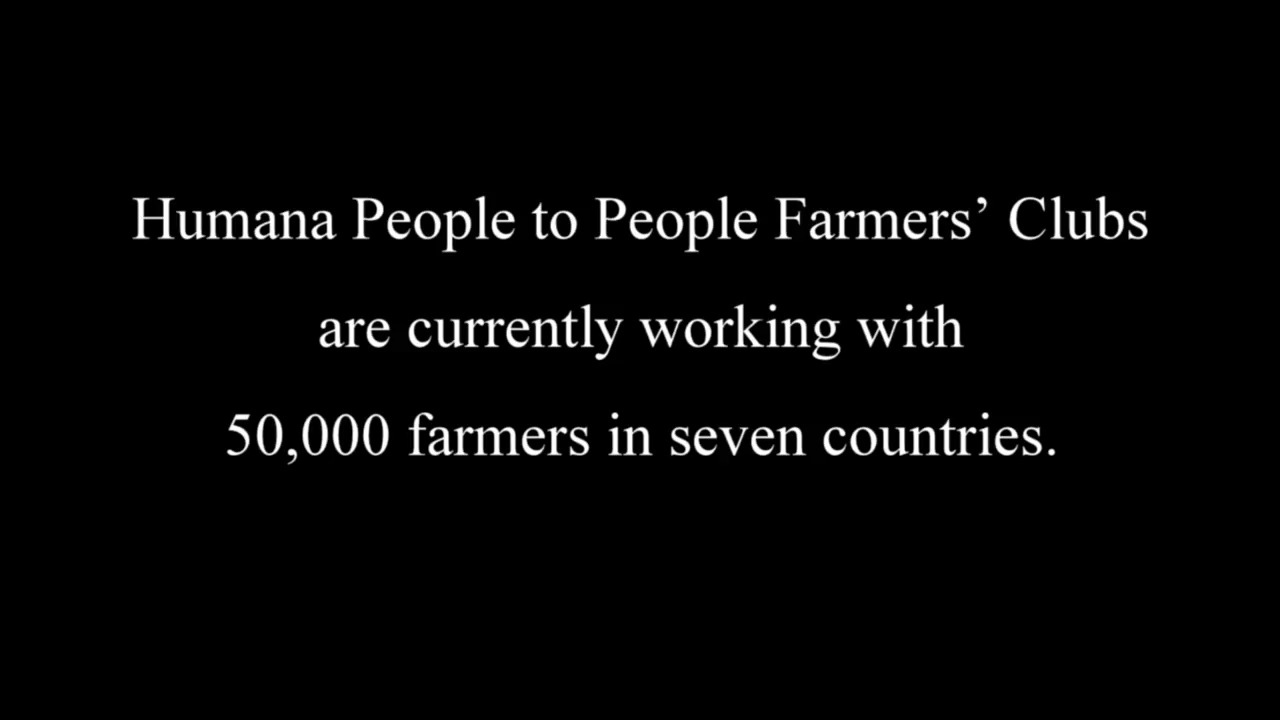 Humana People to People Farmers’ Clubs
are currently working with
50,000 farmers in seven countries.